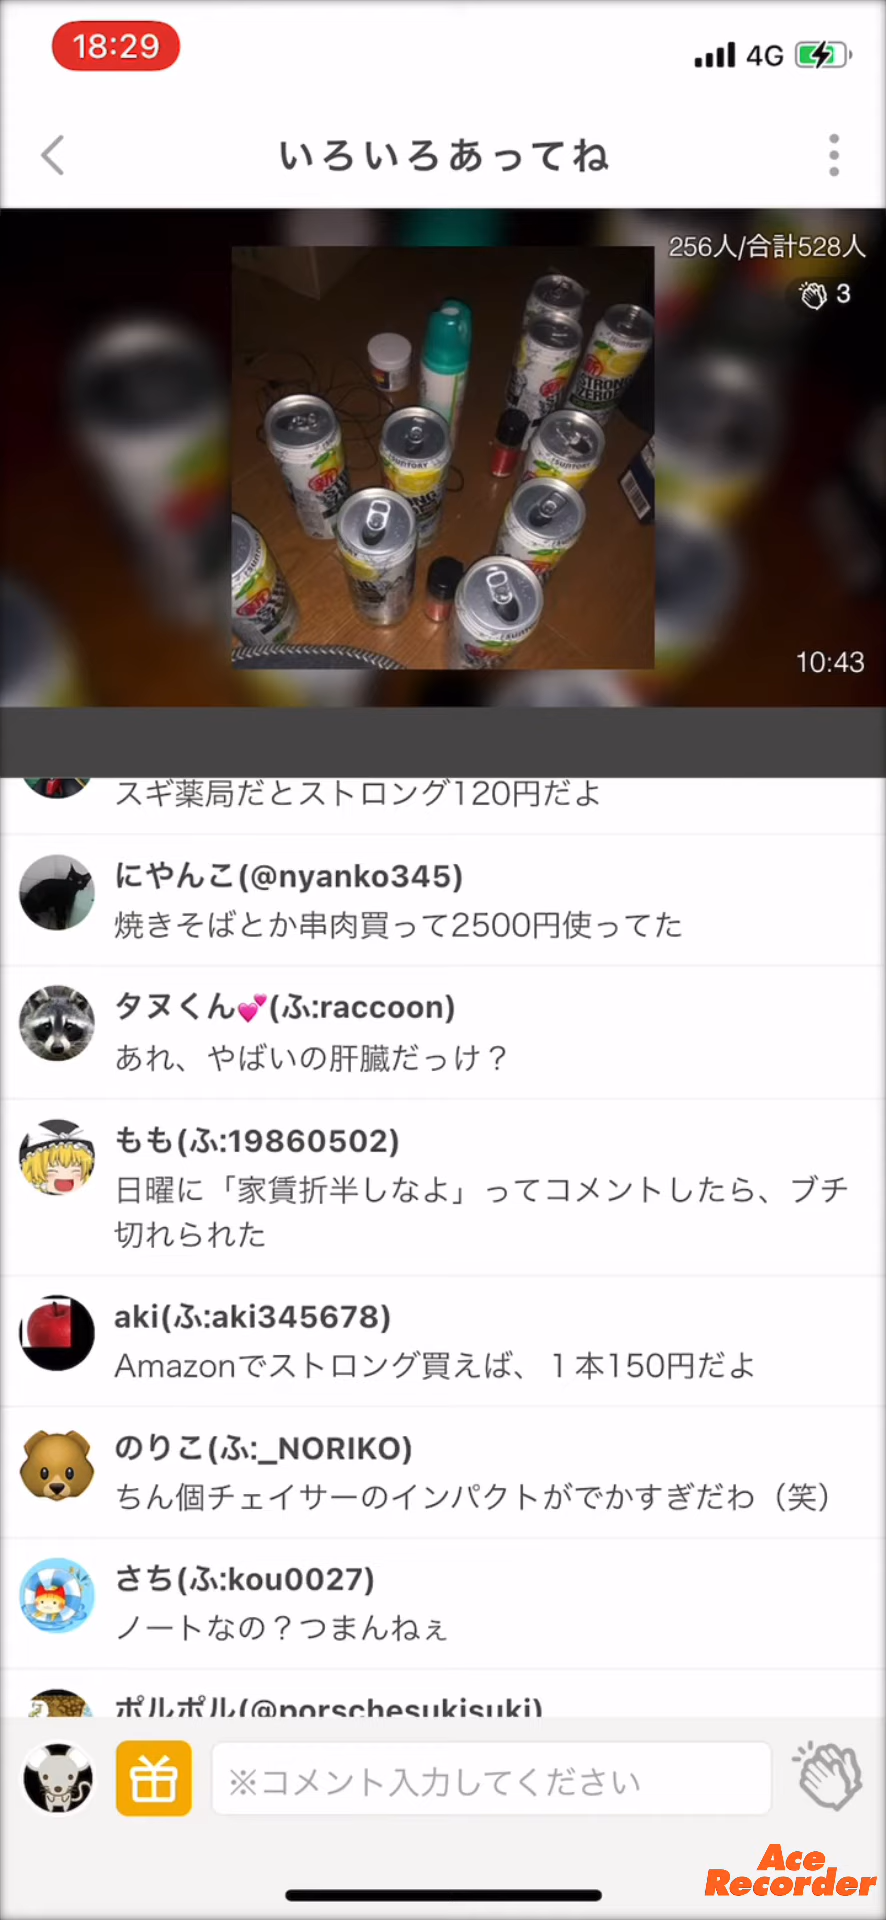 18:29
4G
いろいろあってね
256人/合計528人
3
STRONG
ZERO
SUNTORY
SUNTORY
10:43
スギ薬局だとストロング120円だよ
にやんこ(@nyanko345)
焼きそばとか串肉買って2500円使ってた
タヌくん💕(ふ:raccoon)
あれ、やばいの肝臓だっけ？
もも(ふ:19860502)
日曜に「家賃折半しなよ」ってコメントしたら、ブチ
切れられた
aki(ふ:aki345678)
Amazonでストロング買えば、１本150円だよ
のりこ(ふ:_NORIKO)
ちん個チェイサーのインパクトがでかすぎだわ（笑）
さち(ふ:kou0027)
ノートなの？つまんねぇ
ポルポル(@porschesukisuki)
※コメント入力してください
Ace
Recorder